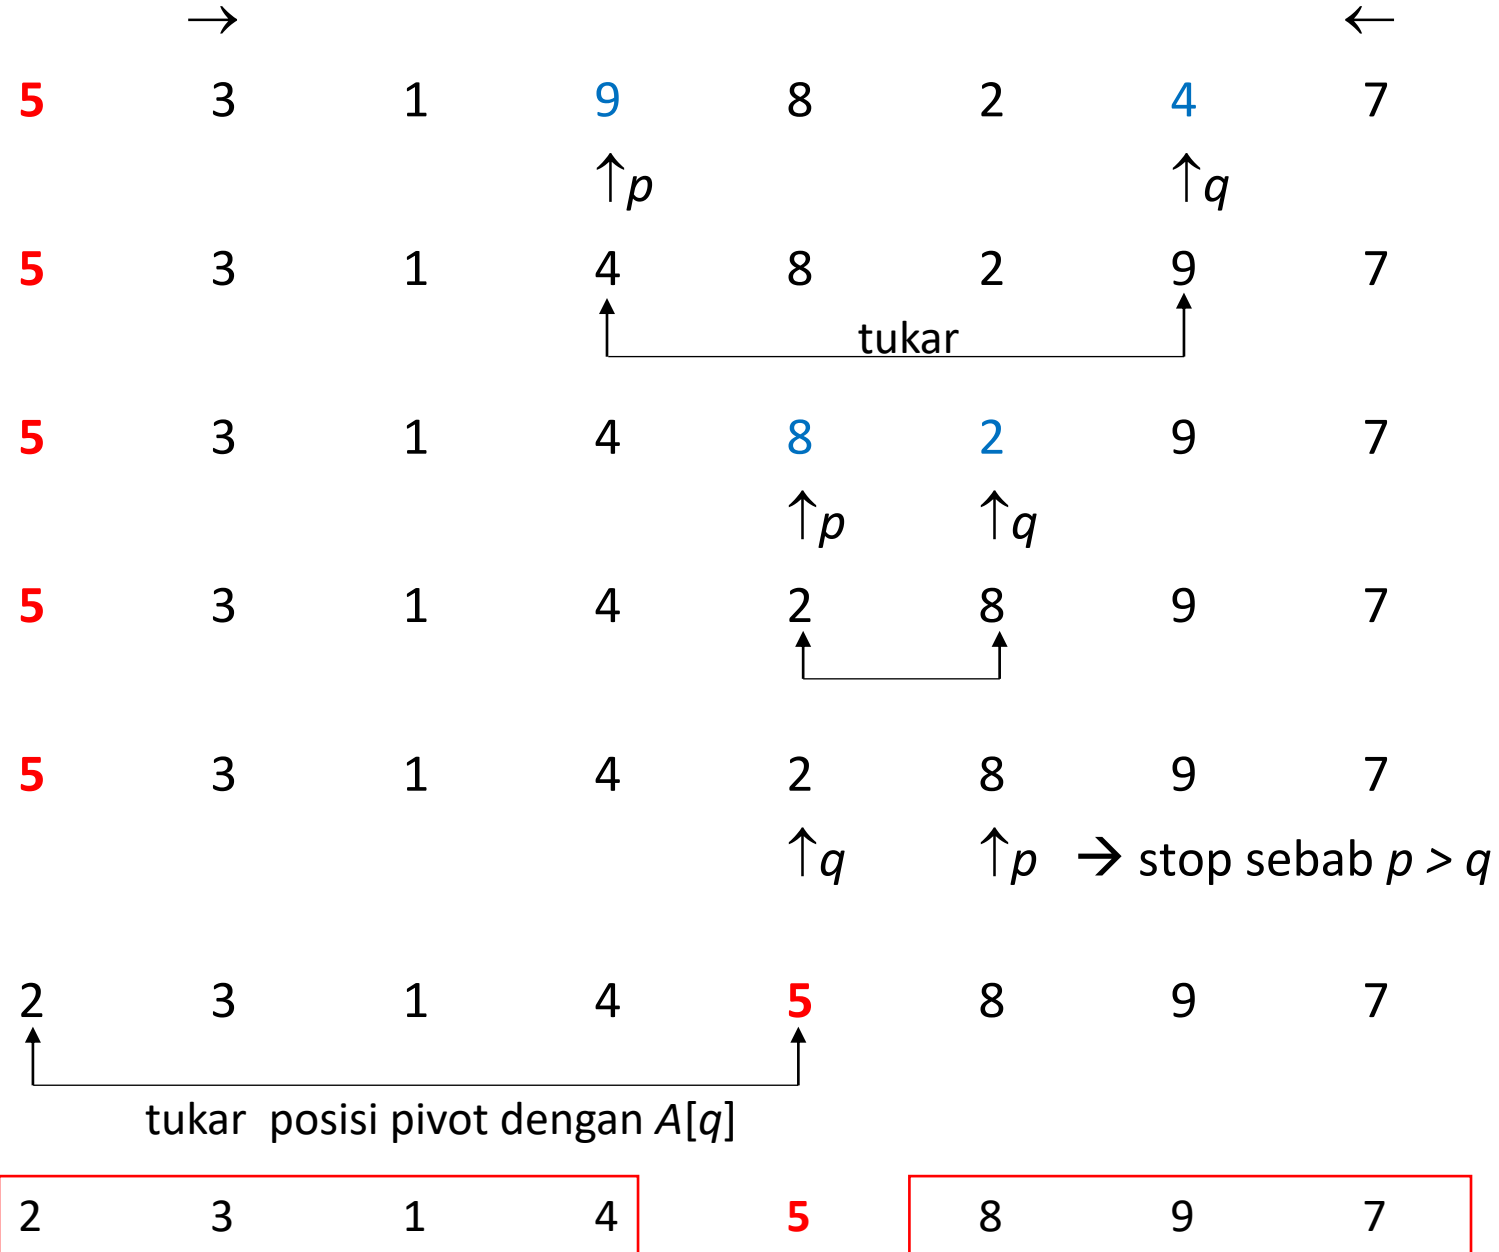 → ←
5 3 1 9 8 2 4 7
↑p ↑q
5 3 1 4 8 2 9 7
tukar
5 3 1 4 8 2 9 7
↑p ↑q
5 3 1 4 2 8 9 7
5 3 1 4 2 8 9 7
↑q ↑p → stop sebab p > q
2 3 1 4 5 8 9 7
tukar posisi pivot dengan A[q]
2 3 1 4 5 8 9 7